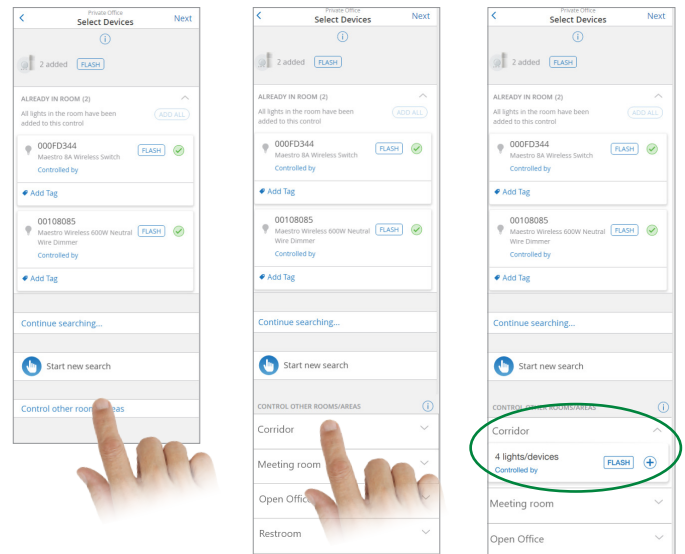 Private Office
Select Devices
Next
2 added
FLASH
ALREADY IN ROOM (2)
All lights in the room have been
added to this control
ADD ALL
000FD344
Maestro 8A Wireless Switch
FLASH
Controlled by
Add Tag
00108085
Maestro Wireless 600W Neutral
Wire Dimmer
FLASH
Controlled by
Add Tag
Continue searching...
Start new search
Control other rooms/areas
Private Office
Select Devices
Next
2 added
FLASH
ALREADY IN ROOM (2)
All lights in the room have been
added to this control
ADD ALL
000FD344
Maestro 8A Wireless Switch
FLASH
Controlled by
Add Tag
00108085
Maestro Wireless 600W Neutral
Wire Dimmer
FLASH
Controlled by
Add Tag
Continue searching...
Start new search
CONTROL OTHER ROOMS/AREAS
Corridor
Meeting room
Open Office
Restroom
Private Office
Select Devices
Next
2 added
FLASH
ALREADY IN ROOM (2)
All lights in the room have been
added to this control
ADD ALL
000FD344
Maestro 8A Wireless Switch
FLASH
Controlled by
Add Tag
00108085
Maestro Wireless 600W Neutral
Wire Dimmer
FLASH
Controlled by
Add Tag
Continue searching...
Start new search
CONTROL OTHER ROOMS/AREAS
Corridor
4 lights/devices
Controlled by
FLASH
Meeting room
Open Office